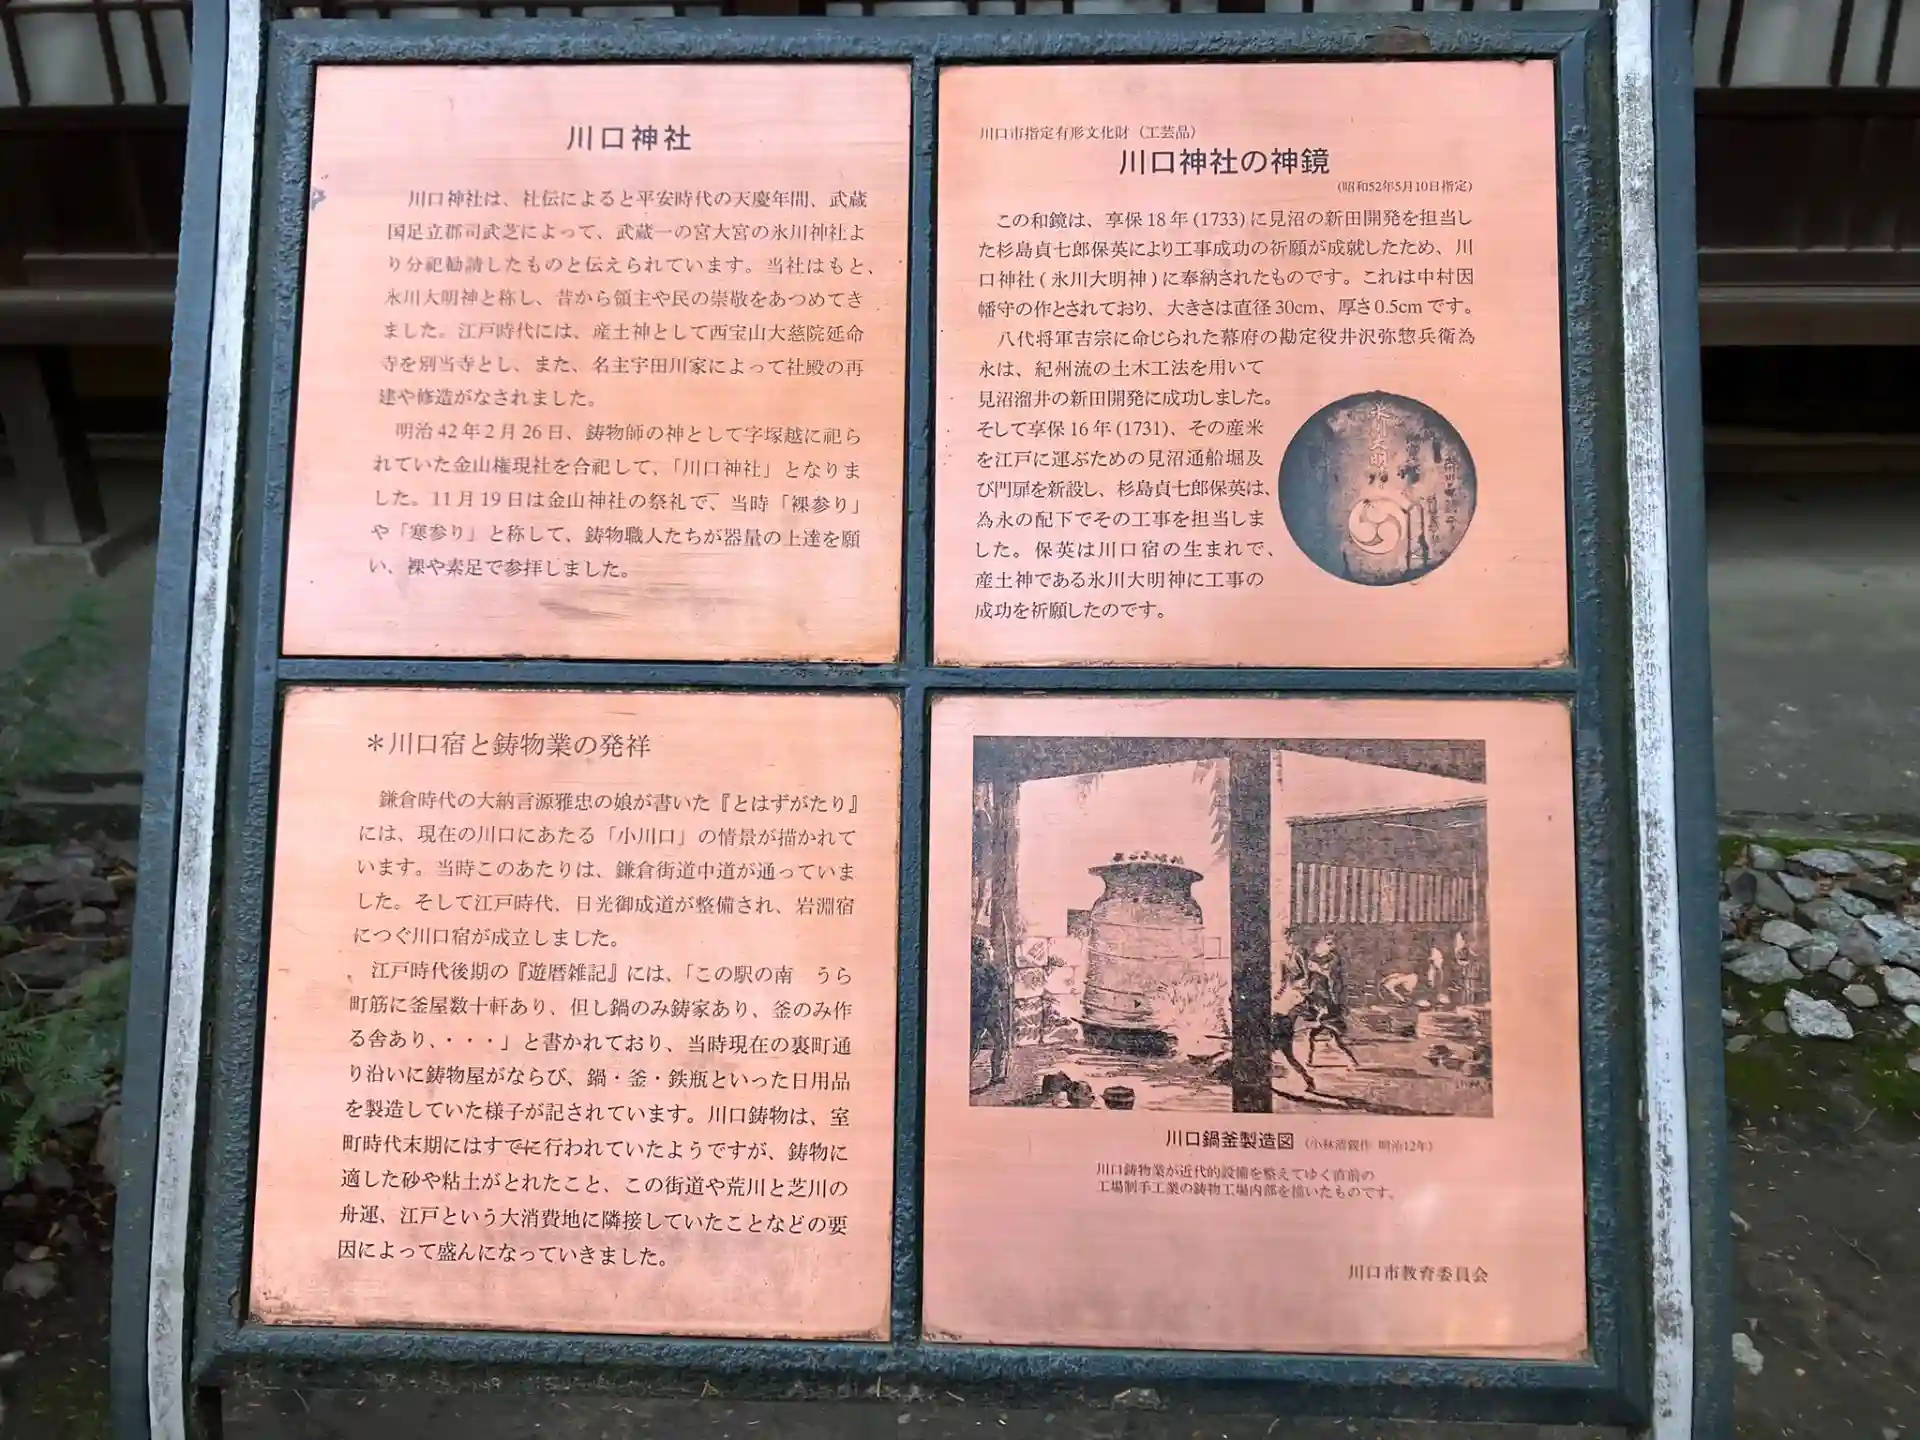 川口神社
川口神社は、社伝によると平安時代の天慶年間、武蔵
国足立郡司武芝によって、武蔵一の宮大宮の氷川神社よ
り分祀勧請したものと伝えられています。当社はもと、
氷川大明神と称し、昔から領主や民の崇敬をあつめてき
ました。江戸時代には、産土神として西宝山大慈院延命
寺を別当寺とし、また、名主宇田川家によって社殿の再
建や修造がなされました。
明治42年2月26日、鋳物師の神として字塚越に祀ら
れていた金山権現社を合祀して、「川口神社」となりま
した。11月19日は金山神社の祭礼で、当時「裸参り」
や「寒参り」と称して、鋳物職人たちが器量の上達を願
い、裸や素足で参拝しました。
川口市指定有形文化財(工芸品)
川口神社の神鏡
(昭和52年5月10日指定)
この和鏡は、享保18年(1733)に見沼の新田開発を担当し
た杉島貞七郎保英により工事成功の祈願が成就したため、川
口神社(氷川大明神)に奉納されたものです。これは中村因
幡守の作とされており、大きさは直径30cm、厚さ0.5cmです。
八代将軍吉宗に命じられた幕府の勘定役井沢弥惣兵衛為
永は、紀州流の土木工法を用いて
見沼溜井の新田開発に成功しました。
そして享保16年(1731)、その産米
を江戸に運ぶための見沼通船堀及
び門扉を新設し、杉島貞七郎保英は、
為永の配下でその工事を担当しま
した。保英は川口宿の生まれで、
産土神である氷川大明神に工事の
成功を祈願したのです。
＊川口宿と鋳物業の発祥
鎌倉時代の大納言源雅忠の娘が書いた『とはずがたり』
には、現在の川口にあたる「小川口」の情景が描かれて
います。当時このあたりは、鎌倉街道中道が通っていま
した。そして江戸時代、日光御成道が整備され、岩淵宿
につぐ川口宿が成立しました。
江戸時代後期の『遊暦雑記』には、「この駅の南　うら
町筋に釜屋数十軒あり、但し鍋のみ鋳家あり、釜のみ作
る舎あり、・・・」と書かれており、当時現在の裏町通
り沿いに鋳物屋がならび、鍋・釜・鉄瓶といった日用品
を製造していた様子が記されています。川口鋳物は、室
町時代末期にはすでに行われていたようですが、鋳物に
適した砂や粘土がとれたこと、この街道や荒川と芝川の
舟運、江戸という大消費地に隣接していたことなどの要
因によって盛んになっていきました。
川口鍋釜製造図(小林清親作 明治12年)
川口鋳物業が近代的設備を整えてゆく直前の
工場制手工業の鋳物工場内部を描いたものです。
川口市教育委員会